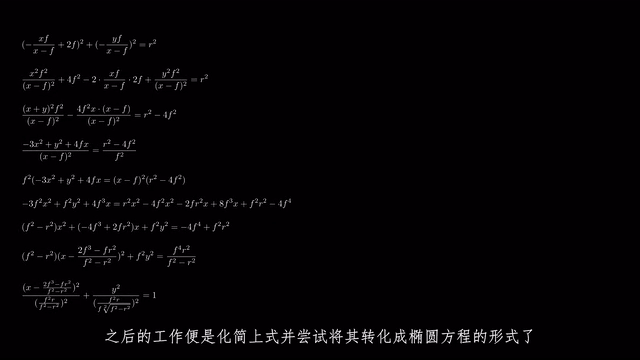 (-\frac{xf}{x-f} + 2f)^2 + (-\frac{yf}{x-f})^2 = r^2
\frac{x^2f^2}{(x-f)^2} + 4f^2 - 2 \cdot \frac{xf}{x-f} \cdot 2f + \frac{y^2f^2}{(x-f)^2} = r^2
\frac{(x+y)^2f^2}{(x-f)^2} - \frac{4f^2x \cdot (x-f)}{(x-f)^2} = r^2 - 4f^2
\frac{-3x^2 + y^2 + 4fx}{(x-f)^2} = \frac{r^2 - 4f^2}{f^2}
f^2(-3x^2 + y^2 + 4fx = (x-f)^2(r^2 - 4f^2)
-3f^2x^2 + f^2y^2 + 4f^3x = r^2x^2 - 4f^2x^2 - 2fr^2x + 8f^3x + f^2r^2 - 4f^4
(f^2 - r^2)x^2 + (-4f^3 + 2fr^2)x + f^2y^2 = -4f^4 + f^2r^2
(f^2 - r^2)(x - \frac{2f^3 - fr^2}{f^2 - r^2})^2 + f^2y^2 = \frac{f^4r^2}{f^2 - r^2}
\frac{(x - \frac{2f^3 - fr^2}{f^2 - r^2})^2}{(\frac{f^2r}{f^2 - r^2})^2} + \frac{y^2}{(\frac{f^2r}{f\sqrt{f^2 - r^2}})^2} = 1
之后的工作便是化简上式并尝试将其转化成椭圆方程的形式了